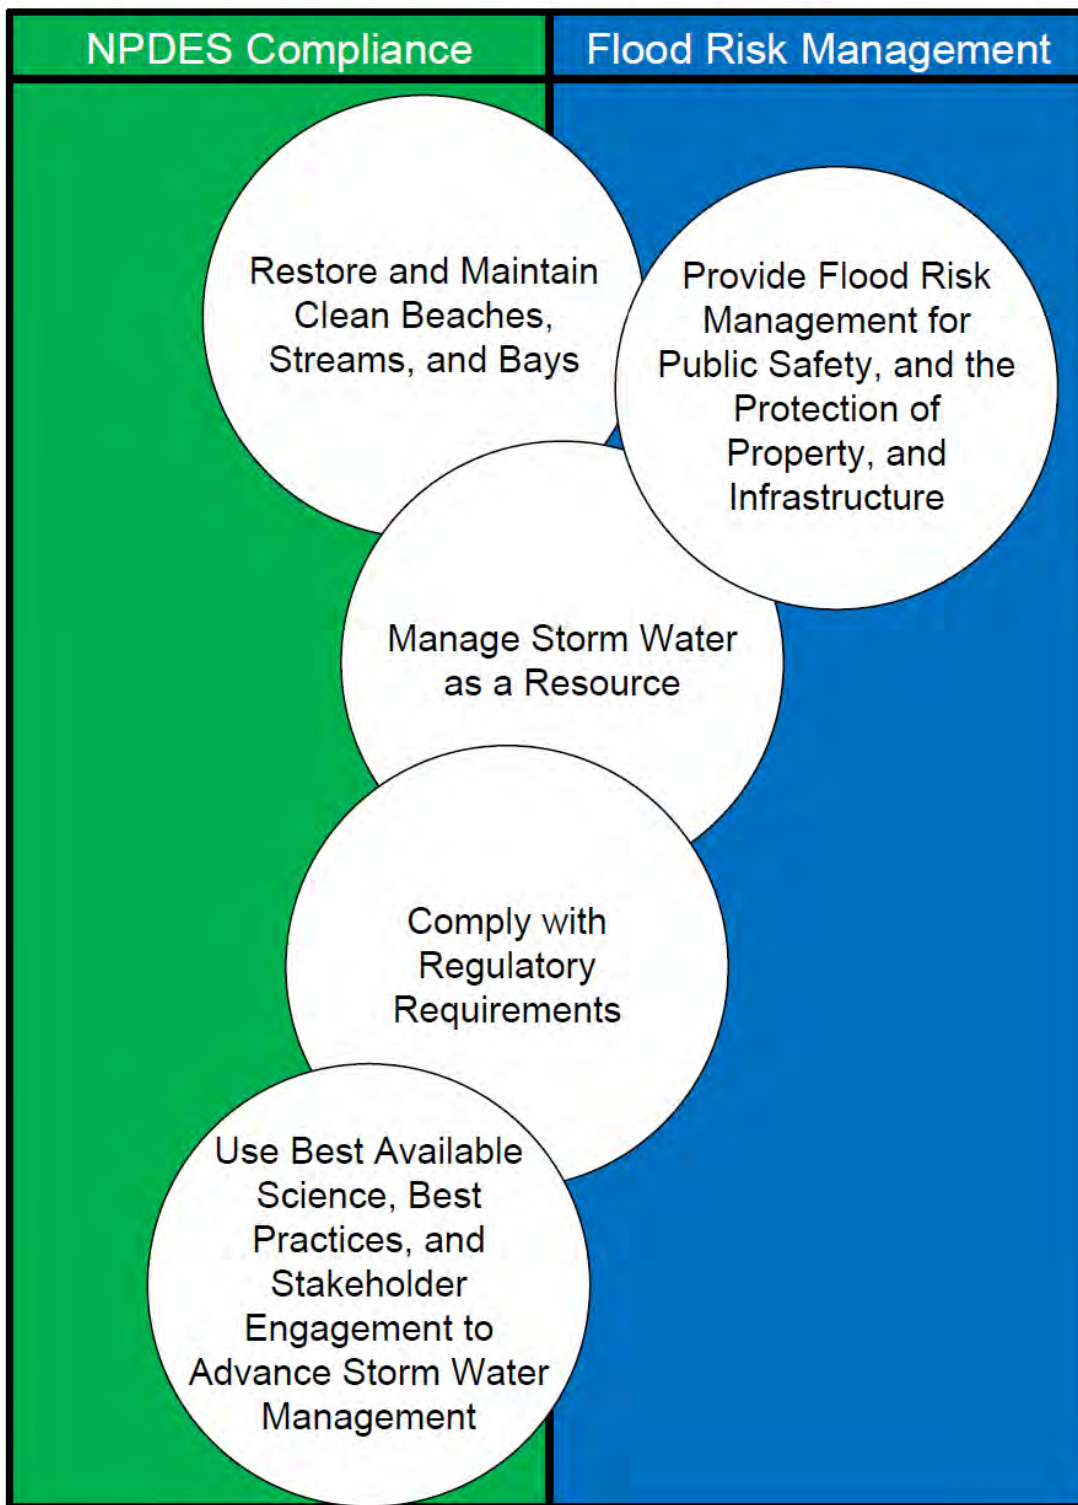 NPDES Compliance
Flood Risk Management
Restore and Maintain
Clean Beaches,
Streams, and Bays
Provide Flood Risk
Management for
Public Safety, and the
Protection of
Property, and
Infrastructure
Manage Storm Water
as a Resource
Comply with
Regulatory
Requirements
Use Best Available
Science, Best
Practices, and
Stakeholder
Engagement to
Advance Storm Water
Management